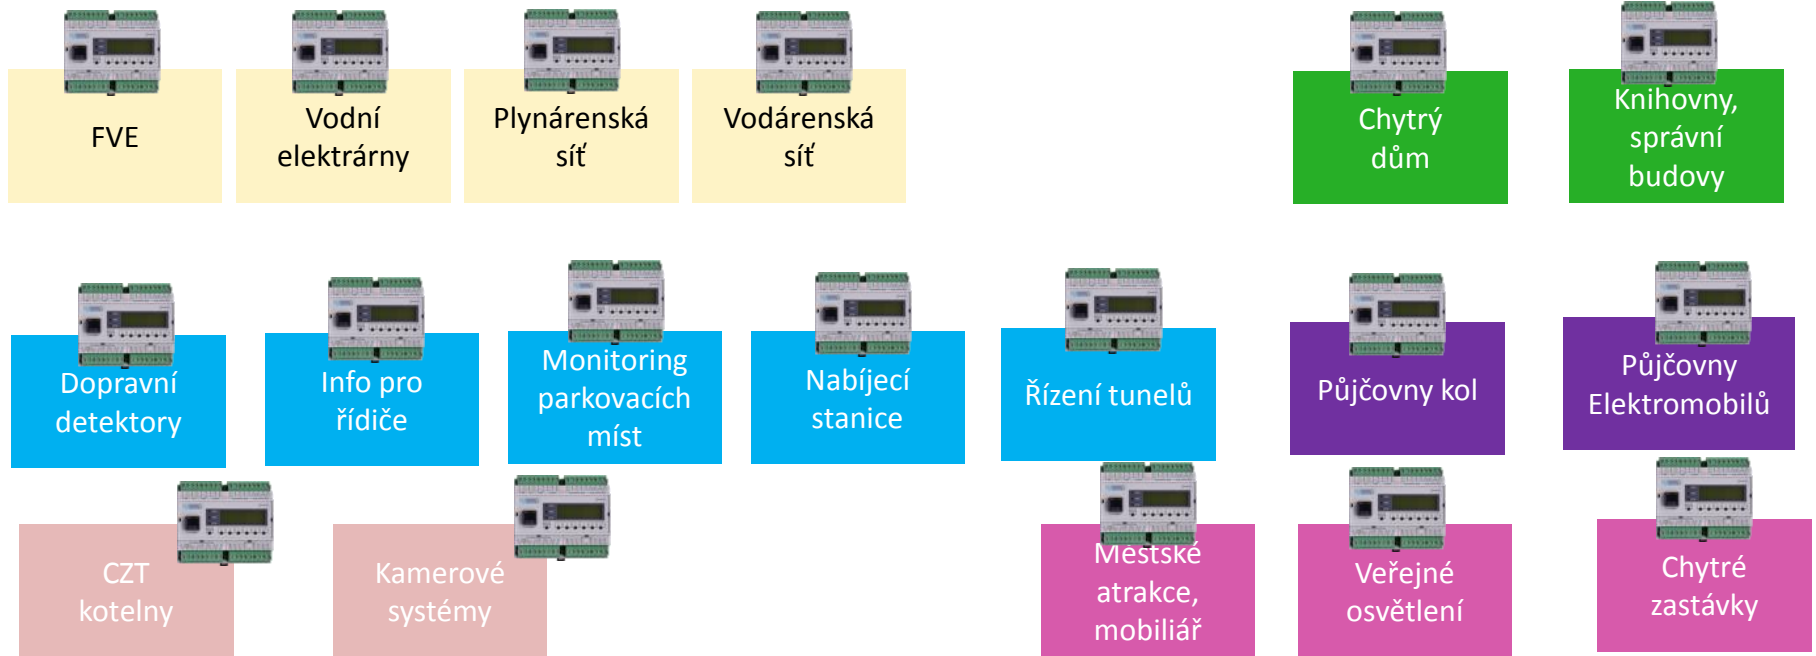 FVE
Vodní
elektrárny
Plynárenská
síť
Vodárenská
síť
Chytrý
dům
Knihovny,
správní
budovy
Dopravní
detektory
Info pro
řídiče
Monitoring
parkovacích
míst
Nabíjecí
stanice
Řízení tunelů
Půjčovny kol
Půjčovny
Elektromobilů
CZT
kotelny
Kamerové
systémy
Městské
atrakce,
mobiliář
Veřejné
osvětlení
Chytré
zastávky